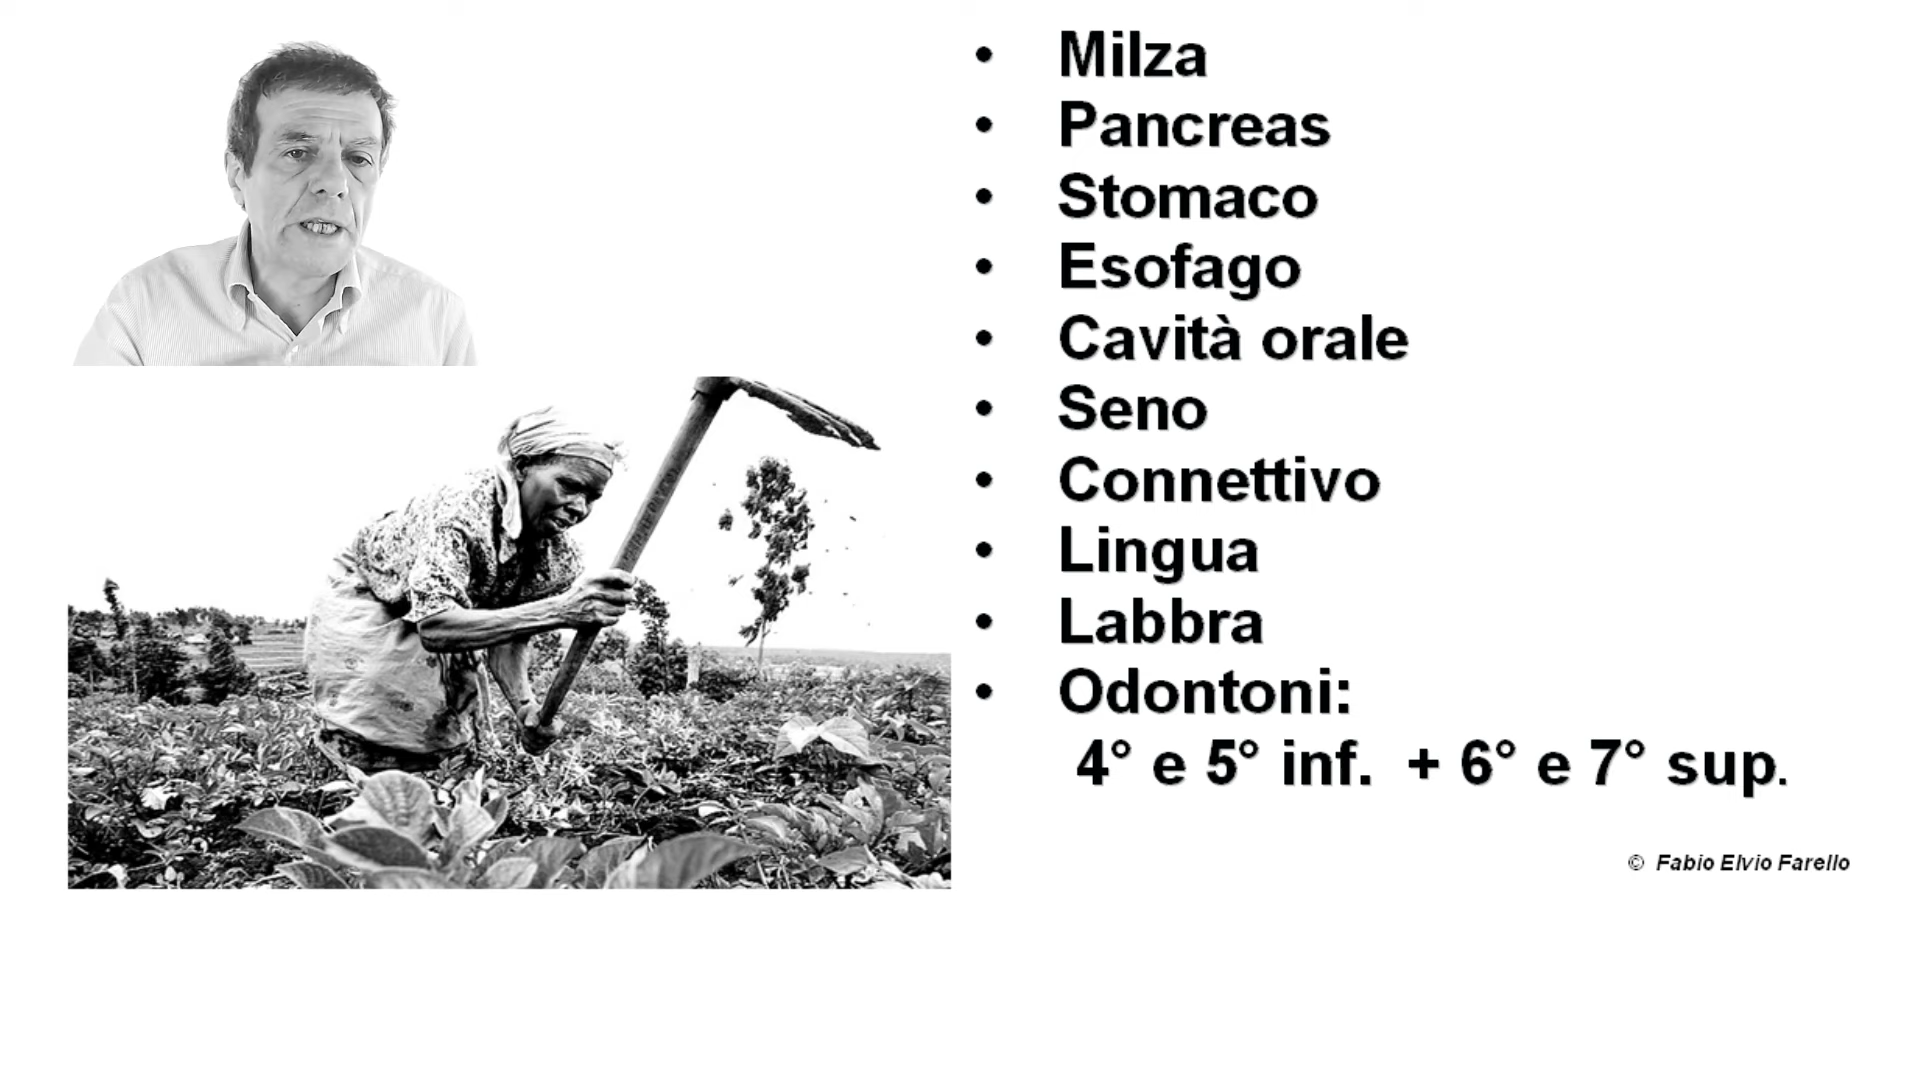 • Milza
• Pancreas
• Stomaco
• Esofago
• Cavità orale
• Seno
• Connettivo
• Lingua
• Labbra
• Odontoni:
4° e 5° inf. + 6° e 7° sup.
© Fabio Elvio Farello